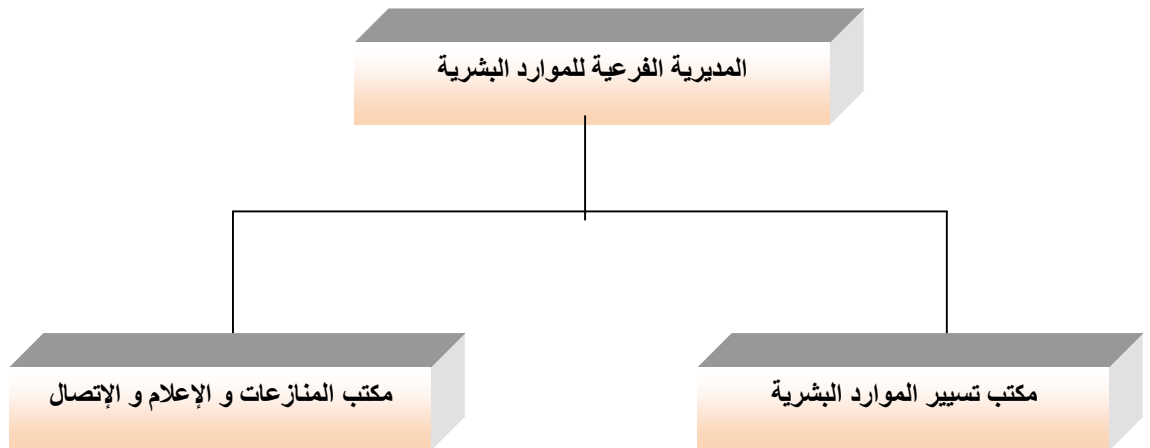 المديرية الفرعية للموارد البشرية
مكتب تسيير الموارد البشرية
مكتب المنازعات و الإعلام و الإتصال